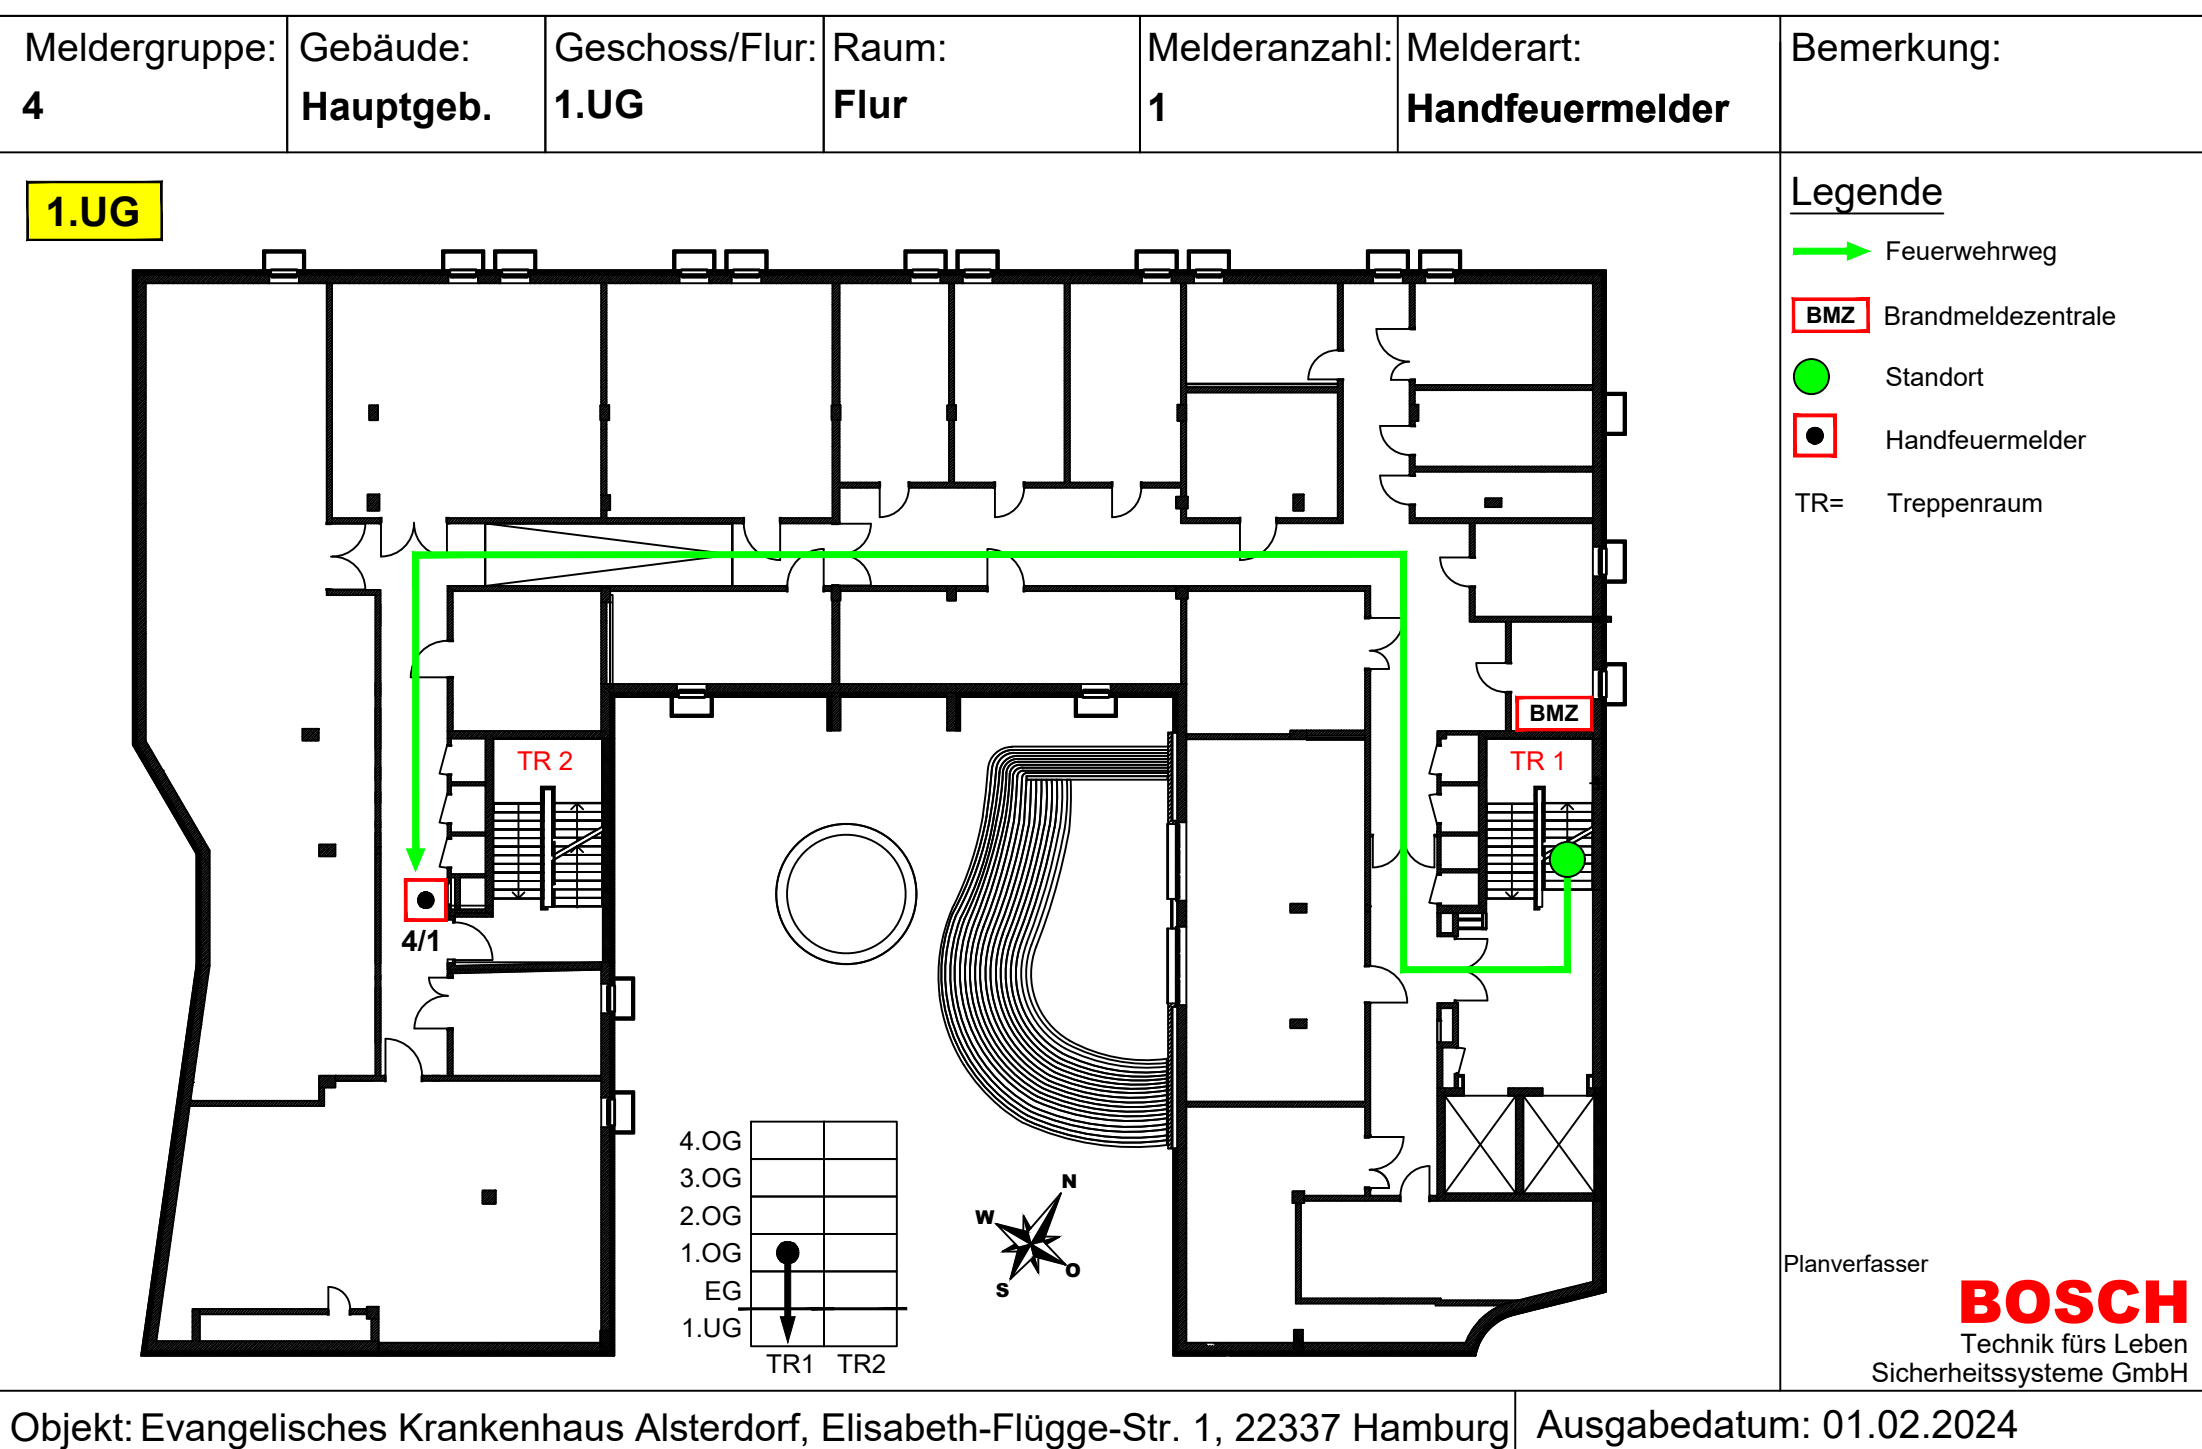 Meldergruppe: Gebäude: Geschoss/Flur: Raum: Melderanzahl: Melderart: Bemerkung:
4 Hauptgeb. 1.UG Flur 1 Handfeuermelder
1.UG
Legende
Feuerwehrweg
BMZ Brandmeldezentrale
Standort
Handfeuermelder
TR= Treppenraum
BMZ
TR 2
TR 1
4/1
4.OG
3.OG
2.OG
1.OG
EG
1.UG
TR1 TR2
N
W
O
S
Planverfasser
BOSCH
Technik fürs Leben
Sicherheitssysteme GmbH
Objekt: Evangelisches Krankenhaus Alsterdorf, Elisabeth-Flügge-Str. 1, 22337 Hamburg Ausgabedatum: 01.02.2024